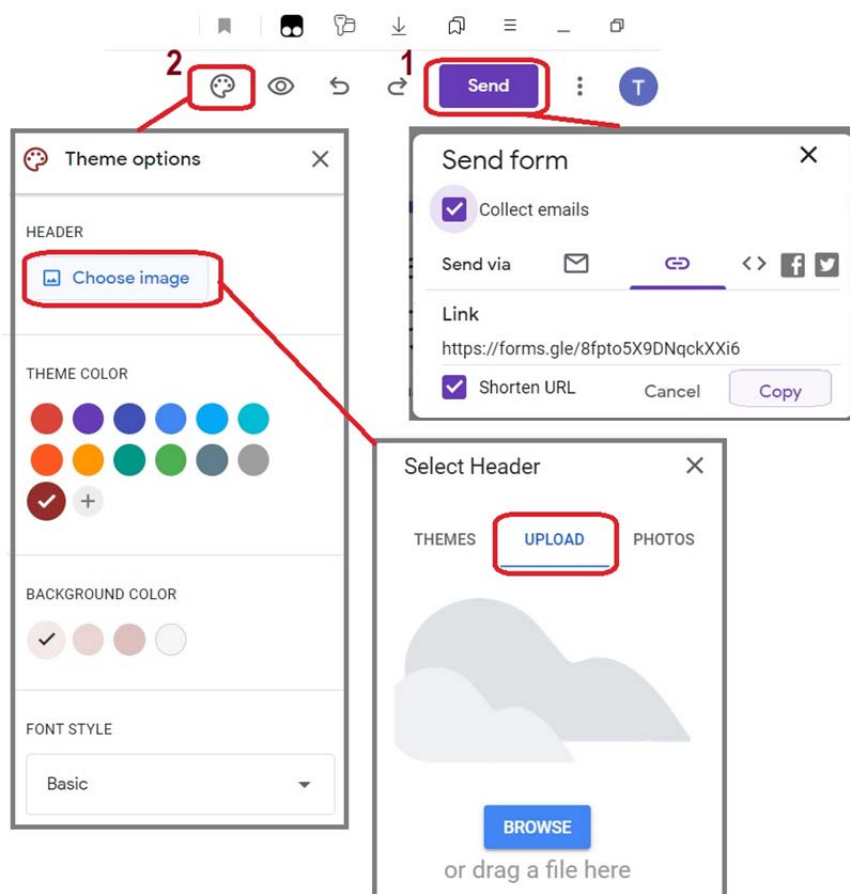 2
1
Send
T
Theme options
HEADER
Choose image
THEME COLOR
BACKGROUND COLOR
FONT STYLE
Basic
Send form
Collect emails
Send via
Link
https://forms.gle/8fpto5X9DNqckXXi6
Shorten URL
Cancel
Copy
Select Header
THEMES UPLOAD PHOTOS
BROWSE
or drag a file here